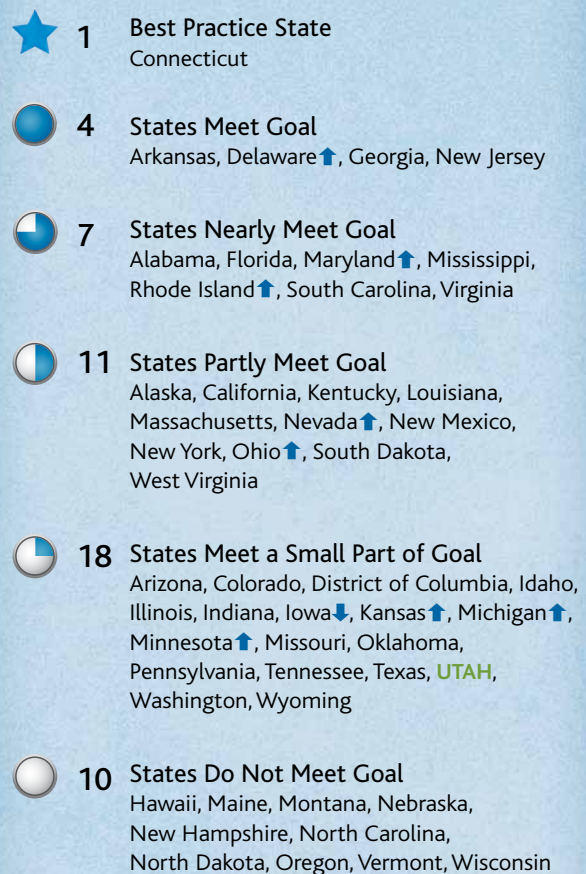 1 Best Practice State
Connecticut
4 States Meet Goal
Arkansas, Delaware⬆, Georgia, New Jersey
7 States Nearly Meet Goal
Alabama, Florida, Maryland⬆, Mississippi,
Rhode Island⬆, South Carolina, Virginia
11 States Partly Meet Goal
Alaska, California, Kentucky, Louisiana,
Massachusetts, Nevada⬆, New Mexico,
New York, Ohio⬆, South Dakota,
West Virginia
18 States Meet a Small Part of Goal
Arizona, Colorado, District of Columbia, Idaho,
Illinois, Indiana, Iowa⬇, Kansas⬆, Michigan⬆,
Minnesota⬆, Missouri, Oklahoma,
Pennsylvania, Tennessee, Texas, UTAH,
Washington, Wyoming
10 States Do Not Meet Goal
Hawaii, Maine, Montana, Nebraska,
New Hampshire, North Carolina,
North Dakota, Oregon, Vermont, Wisconsin